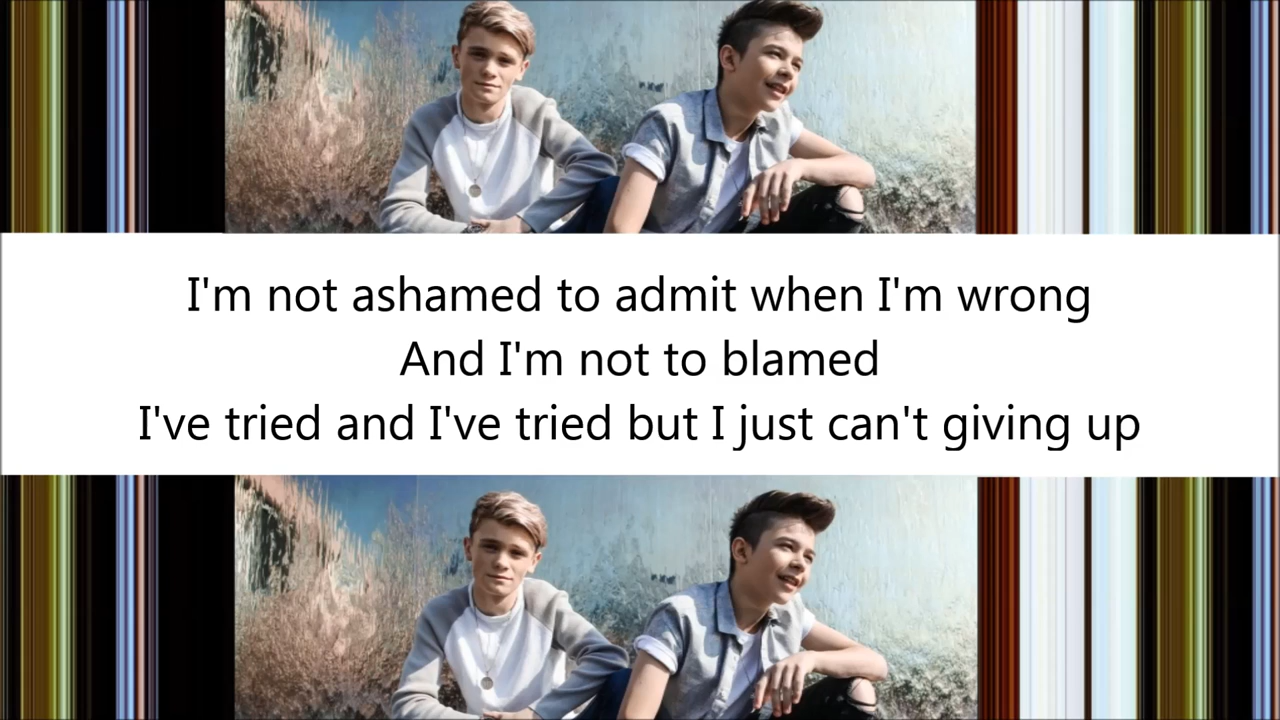 I'm not ashamed to admit when I'm wrong
And I'm not to blamed
I've tried and I've tried but I just can't giving up